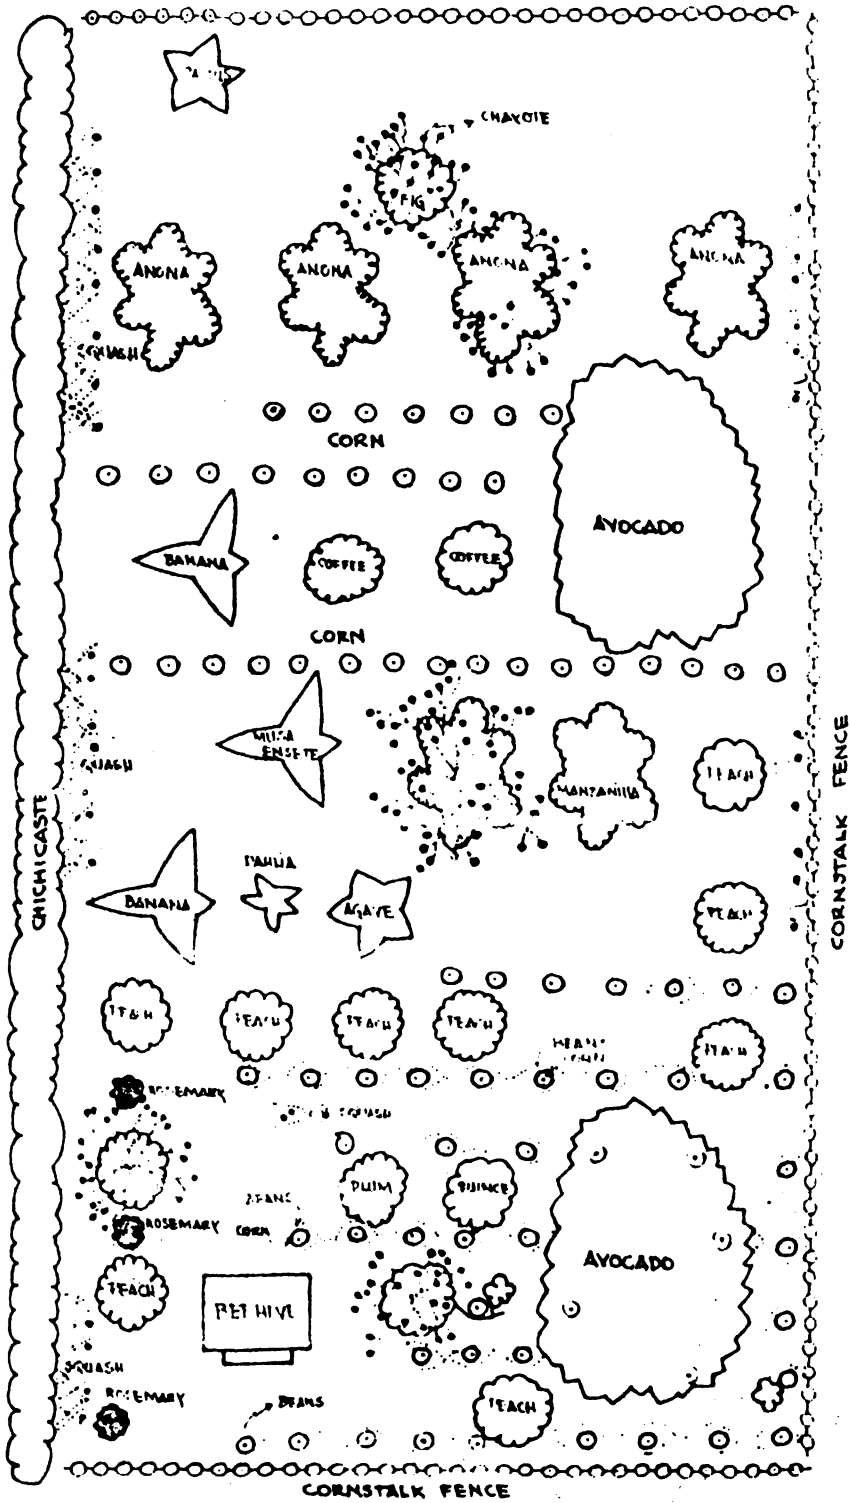 CHAYOTE
FIG
ANONA
ANONA
ANONA
ANONA
SQUASH
CORN
AVOCADO
BANANA
COFFEE
COFFEE
CORN
MUSA
ENSETE
SQUASH
MANZANILLA
PEACH
CHICHICASTE
CORNSTALK FENCE
DAHLIA
BANANA
AGAVE
PEACH
PEACH
PEACH
PEACH
PEACH
PEACH
ROSEMARY
SQUASH
PLUM
QUINCE
BEANS
CORN
ROSEMARY
AVOCADO
PEACH
BEE HIVE
SQUASH
ROSEMARY
BEANS
PEACH
CORNSTALK FENCE